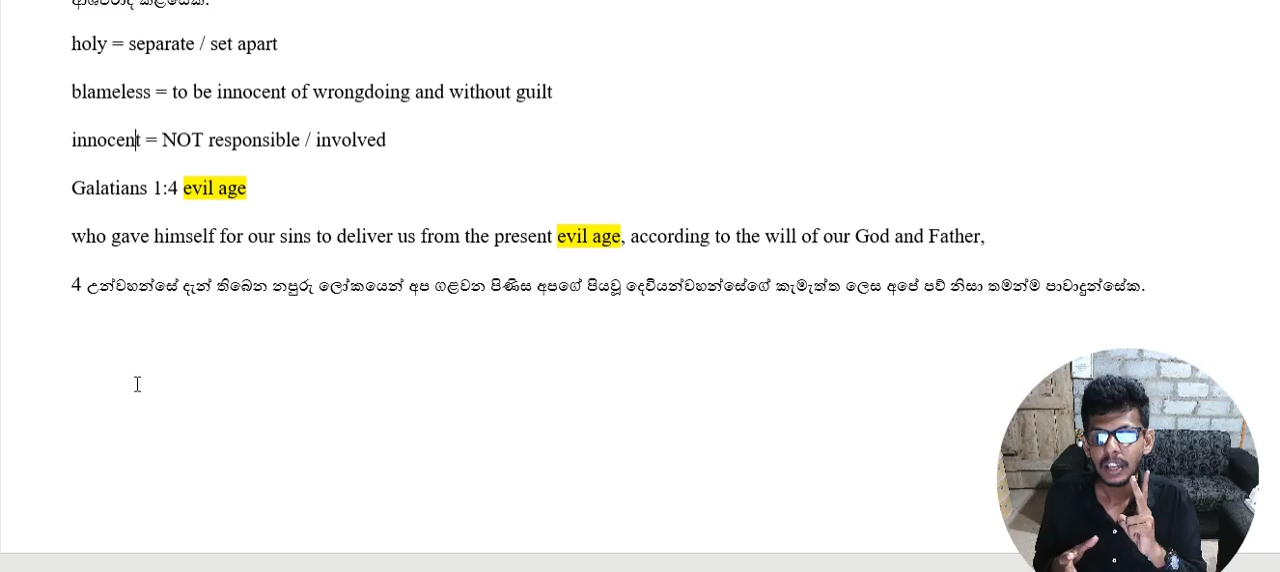 holy = separate / set apart
blameless = to be innocent of wrongdoing and without guilt
innocent = NOT responsible / involved
Galatians 1:4 evil age
who gave himself for our sins to deliver us from the present evil age, according to the will of our God and Father,
4 උන්වහන්සේ දැන් තිබෙන නපුරු ලෝකයෙන් අප ගළවන පිණිස අපගේ පියවූ දෙවියන්වහන්සේගේ කැමැත්ත ලෙස අපේ පව් නිසා තමන්ම පාවාදුන්සේක.